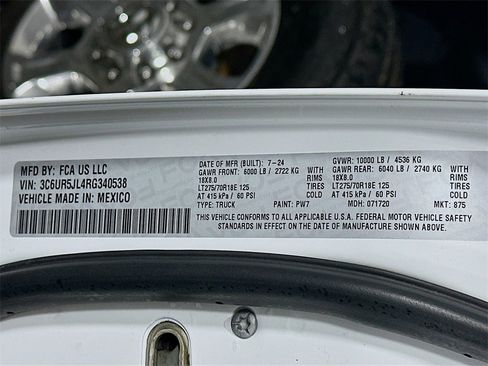 MFD BY: FCA US LLC
VIN: 3C6UR5JL4RG340538
VEHICLE MADE IN: MEXICO
DATE OF MFR (BUILT): 7-24
GAWR FRONT: 6000 LB / 2722 KG WITH
18X8.0 RIMS
LT275/70R18E 125 TIRES
AT 415 kPa / 60 PSI COLD
TYPE: TRUCK PAINT: PW7
GVWR: 10000 LB / 4536 KG
GAWR REAR: 6040 LB / 2740 KG WITH
18X8.0 RIMS
LT275/70R18E 125 TIRES
AT 415 kPa / 60 PSI COLD
MDH: 071720 MKT: 875
THIS VEHICLE CONFORMS TO ALL APPLICABLE U.S.A. FEDERAL MOTOR VEHICLE SAFETY
STANDARDS IN EFFECT ON THE DATE OF MANUFACTURE SHOWN ABOVE.